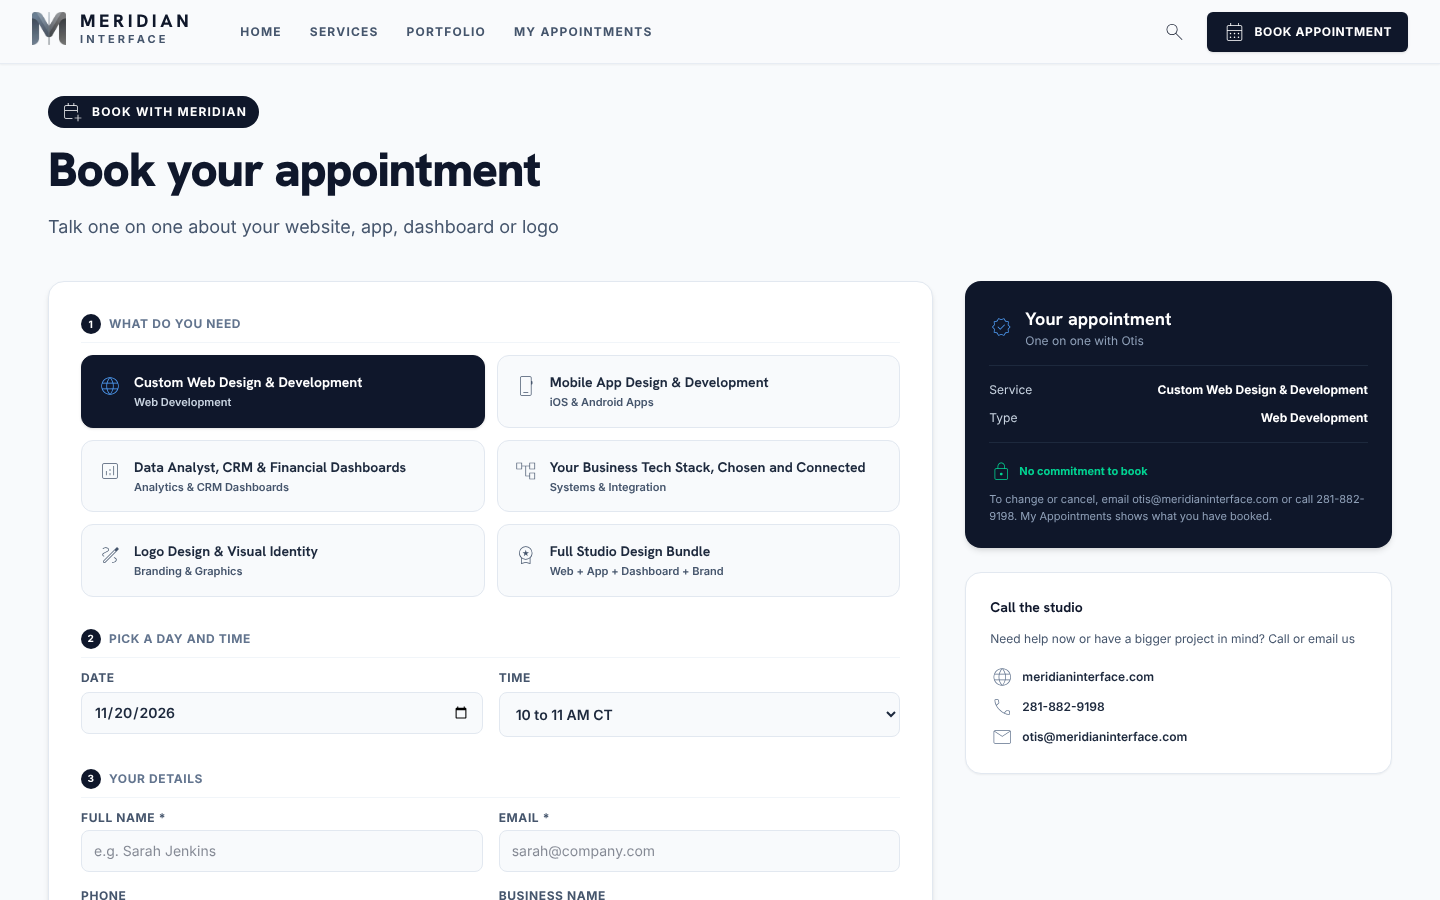 MERIDIAN
INTERFACE
HOME
SERVICES
PORTFOLIO
MY APPOINTMENTS
BOOK APPOINTMENT
BOOK WITH MERIDIAN
Book your appointment
Talk one on one about your website, app, dashboard or logo
1 WHAT DO YOU NEED
Custom Web Design & Development
Web Development
Mobile App Design & Development
iOS & Android Apps
Data Analyst, CRM & Financial Dashboards
Analytics & CRM Dashboards
Your Business Tech Stack, Chosen and Connected
Systems & Integration
Logo Design & Visual Identity
Branding & Graphics
Full Studio Design Bundle
Web + App + Dashboard + Brand
2 PICK A DAY AND TIME
DATE
11/20/2026
TIME
10 to 11 AM CT
3 YOUR DETAILS
FULL NAME *
e.g. Sarah Jenkins
EMAIL *
sarah@company.com
PHONE
BUSINESS NAME
Your appointment
One on one with Otis
Service Custom Web Design & Development
Type Web Development
No commitment to book
To change or cancel, email otis@meridianinterface.com or call 281-882-
9198. My Appointments shows what you have booked.
Call the studio
Need help now or have a bigger project in mind? Call or email us
meridianinterface.com
281-882-9198
otis@meridianinterface.com